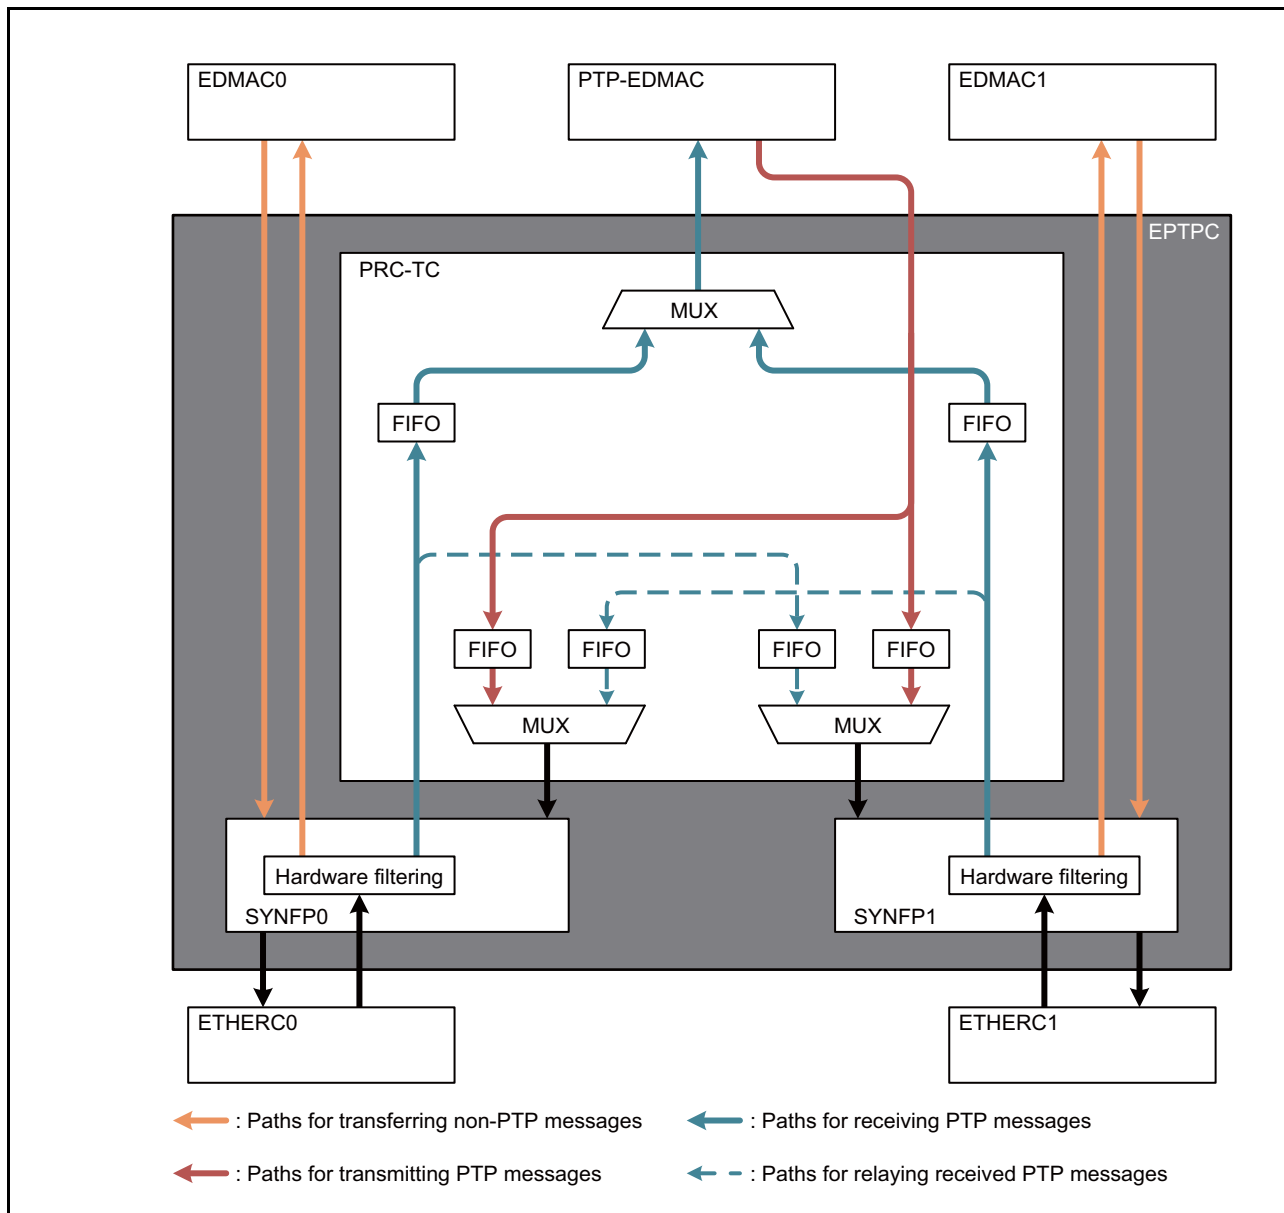 EDMAC0
PTP-EDMAC
EDMAC1
EPTPC
PRC-TC
MUX
FIFO
FIFO
FIFO
FIFO
FIFO
FIFO
MUX
MUX
Hardware filtering
SYNFP0
Hardware filtering
SYNFP1
ETHERC0
ETHERC1
: Paths for transferring non-PTP messages
: Paths for receiving PTP messages
: Paths for transmitting PTP messages
: Paths for relaying received PTP messages